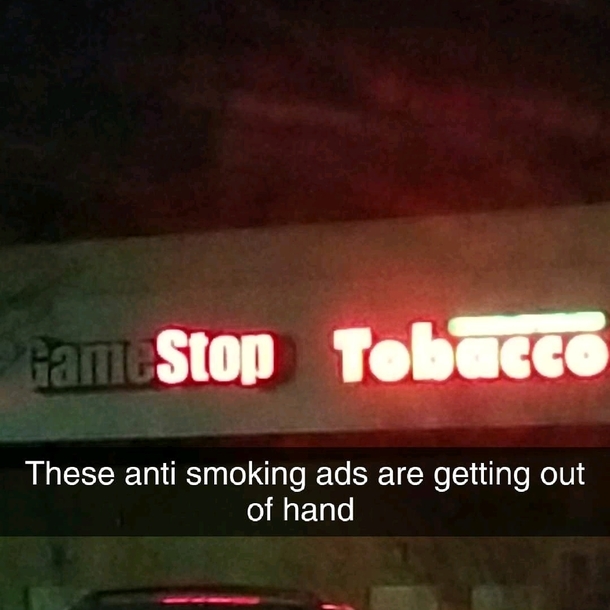 GameStop Tobacco
These anti smoking ads are getting out
of hand